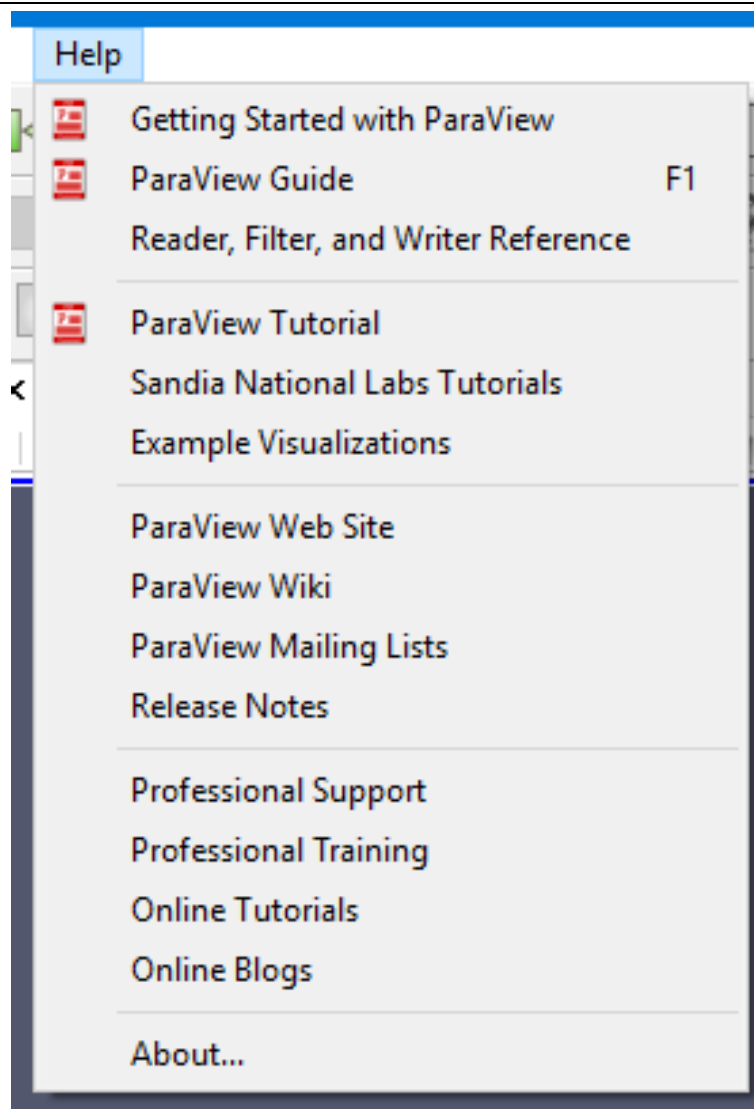 Help
Getting Started with ParaView
ParaView Guide F1
Reader, Filter, and Writer Reference
ParaView Tutorial
Sandia National Labs Tutorials
Example Visualizations
ParaView Web Site
ParaView Wiki
ParaView Mailing Lists
Release Notes
Professional Support
Professional Training
Online Tutorials
Online Blogs
About...